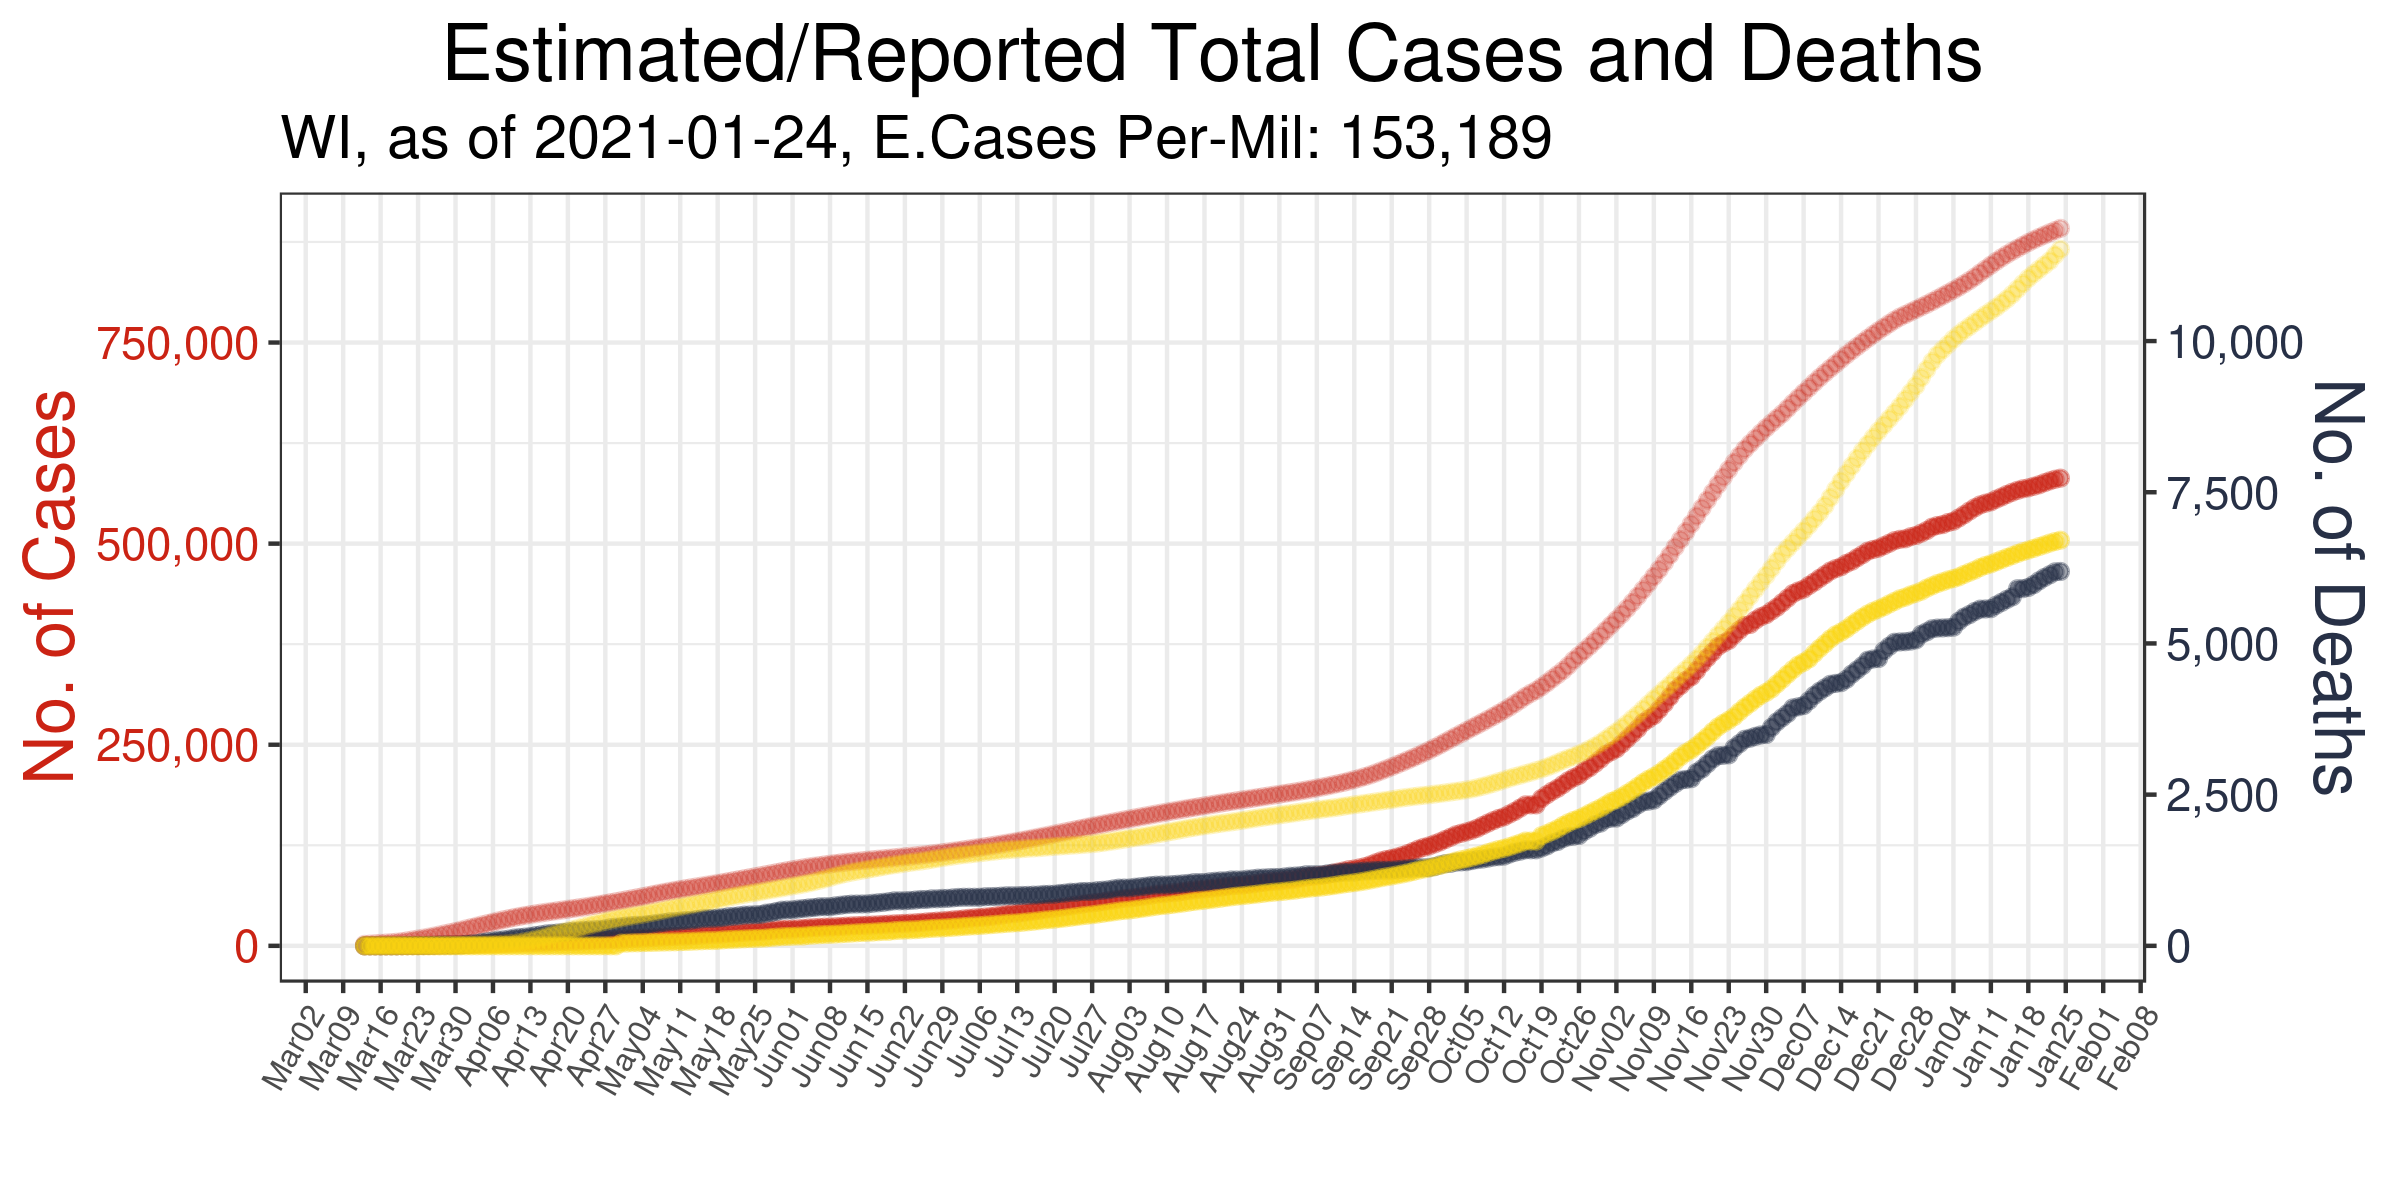 Estimated/Reported Total Cases and Deaths
WI, as of 2021-01-24, E.Cases Per-Mil: 153,189
No. of Cases
750,000
500,000
250,000
0
10,000
7,500
5,000
2,500
0
No. of Deaths
Mar02
Mar09
Mar16
Mar23
Mar30
Apr06
Apr13
Apr20
Apr27
May04
May11
May18
May25
Jun01
Jun08
Jun15
Jun22
Jun29
Jul06
Jul13
Jul20
Jul27
Aug03
Aug10
Aug17
Aug24
Aug31
Sep07
Sep14
Sep21
Sep28
Oct05
Oct12
Oct19
Oct26
Nov02
Nov09
Nov16
Nov23
Nov30
Dec07
Dec14
Dec21
Dec28
Jan04
Jan11
Jan18
Jan25
Feb01
Feb08